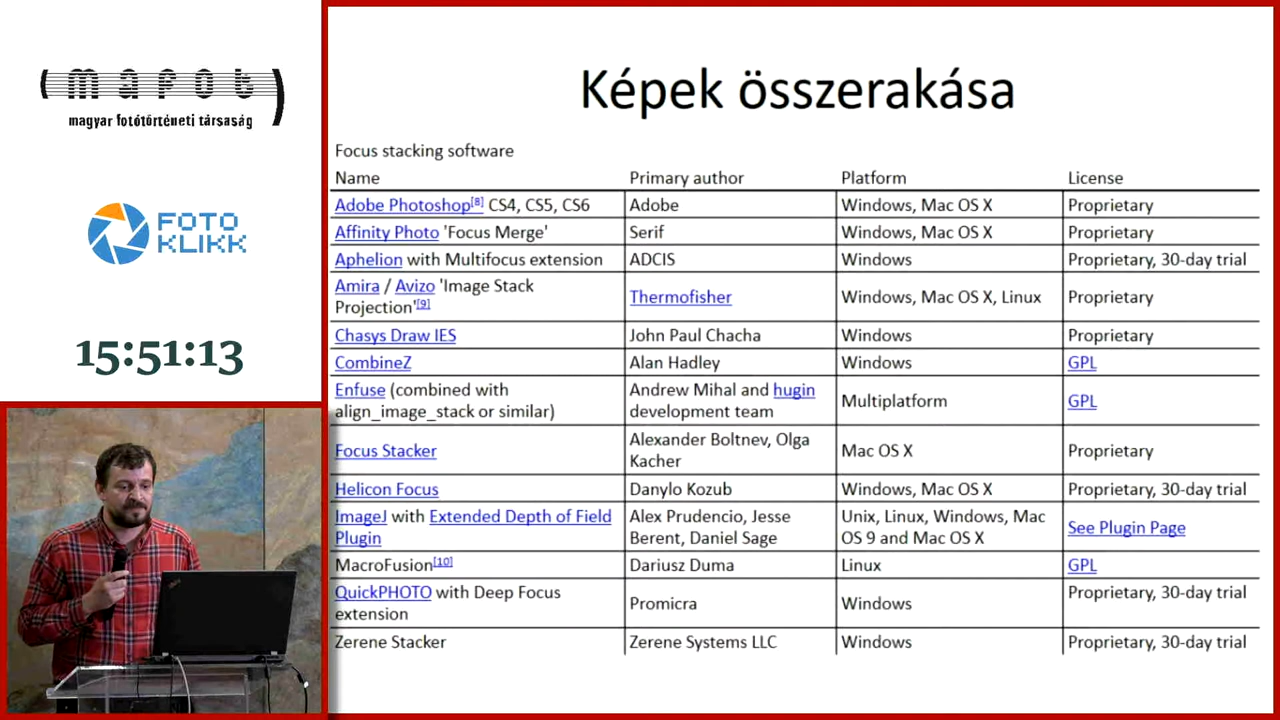 mafot
magyar fotótörténeti társaság
FOTO
KLIKK
15:51:13
Képek összerakása
Focus stacking software
Name Primary author Platform License
Adobe Photoshop[8] CS4, CS5, CS6 Adobe Windows, Mac OS X Proprietary
Affinity Photo 'Focus Merge' Serif Windows, Mac OS X Proprietary
Aphelion with Multifocus extension ADCIS Windows Proprietary, 30-day trial
Amira / Avizo 'Image Stack
Projection'[9] Thermofisher Windows, Mac OS X, Linux Proprietary
Chasys Draw IES John Paul Chacha Windows Proprietary
CombineZ Alan Hadley Windows GPL
Enfuse (combined with
align_image_stack or similar) Andrew Mihal and hugin
development team Multiplatform GPL
Focus Stacker Alexander Boltnev, Olga
Kacher Mac OS X Proprietary
Helicon Focus Danylo Kozub Windows, Mac OS X Proprietary, 30-day trial
ImageJ with Extended Depth of Field
Plugin Alex Prudencio, Jesse
Berent, Daniel Sage Unix, Linux, Windows, Mac
OS 9 and Mac OS X See Plugin Page
MacroFusion[10] Dariusz Duma Linux GPL
QuickPHOTO with Deep Focus
extension Promicra Windows Proprietary, 30-day trial
Zerene Stacker Zerene Systems LLC Windows Proprietary, 30-day trial